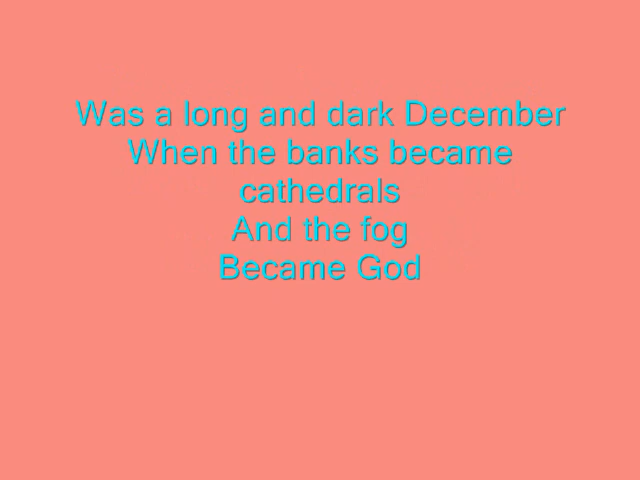 Was a long and dark December
When the banks became
cathedrals
And the fog
Became God